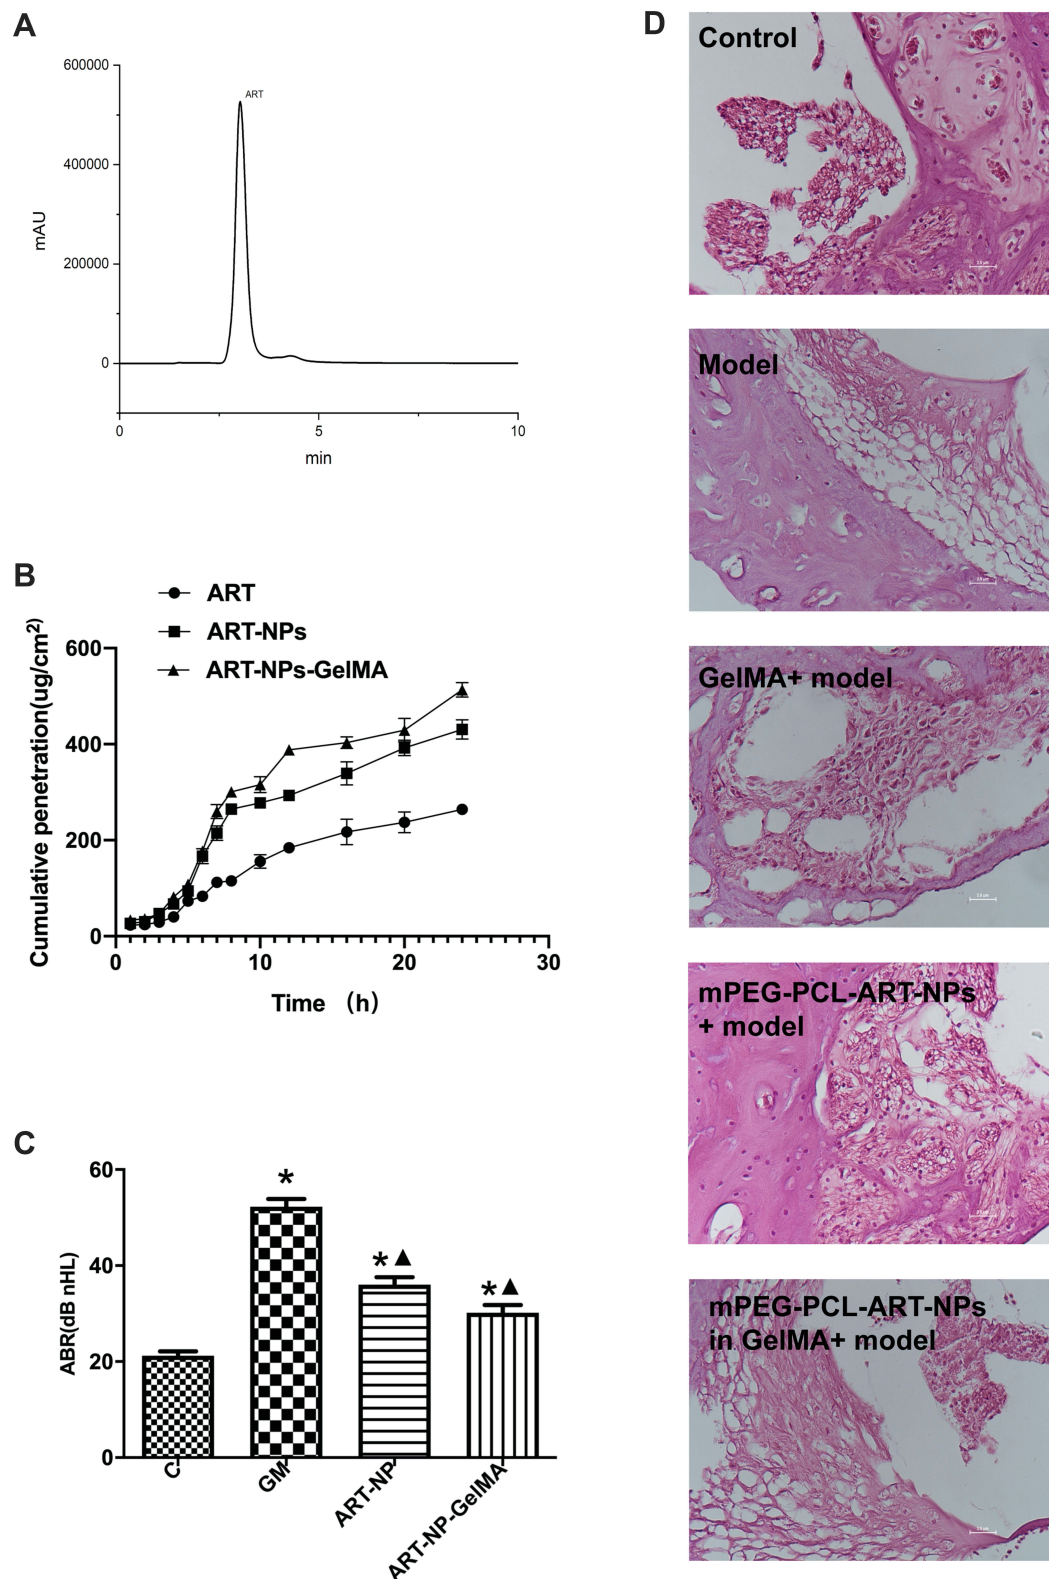 A
600000
400000
200000
0
mAU
ART
0
5
10
min
B
ART
ART-NPs
ART-NPs-GelMA
600
400
200
0
Cumulative penetration(ug/cm²)
0
10
20
30
Time （h）
C
60
40
20
0
ABR(dB nHL)
*
*▲
*▲
C
GM
ART-NP
ART-NP-GelMA
D
Control
Model
GelMA+ model
mPEG-PCL-ART-NPs
+ model
mPEG-PCL-ART-NPs
in GelMA+ model